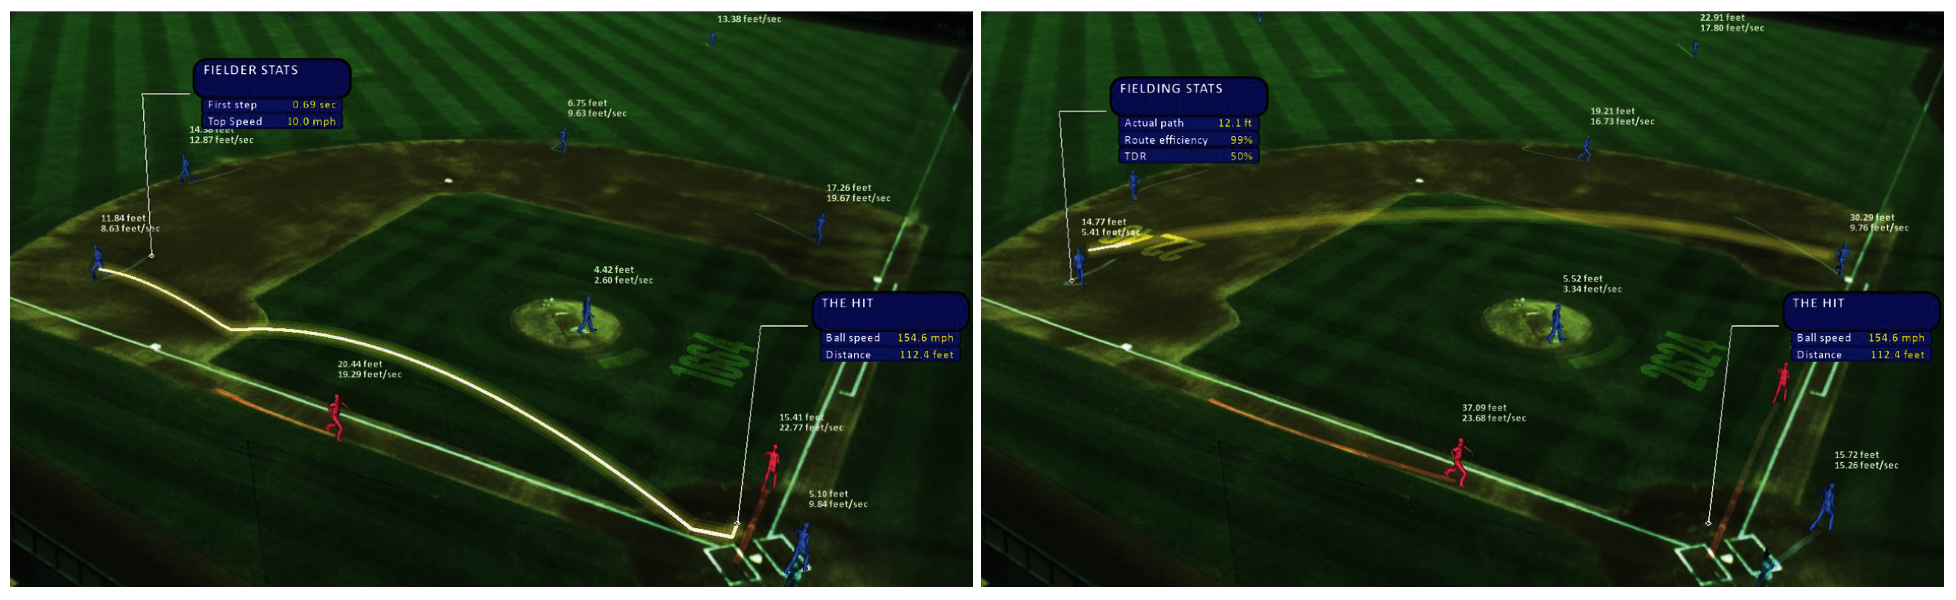 13.38 feet/sec
FIELDER STATS
First step 0.69 sec
Top Speed 10.0 mph
12.87 feet/sec
6.75 feet
9.63 feet/sec
17.26 feet
19.67 feet/sec
11.84 feet
8.63 feet/sec
4.42 feet
2.60 feet/sec
THE HIT
Ball speed 154.6 mph
Distance 112.4 feet
20.44 feet
19.29 feet/sec
15.41 feet
22.77 feet/sec
5.10 feet
9.84 feet/sec
22.91 feet
17.80 feet/sec
FIELDING STATS
Actual path 12.1 ft
Route efficiency 99%
TDR 50%
19.21 feet
16.73 feet/sec
14.77 feet
5.41 feet/sec
30.29 feet
9.76 feet/sec
5.52 feet
3.34 feet/sec
THE HIT
Ball speed 154.6 mph
Distance 112.4 feet
2624
37.09 feet
23.68 feet/sec
15.72 feet
15.26 feet/sec